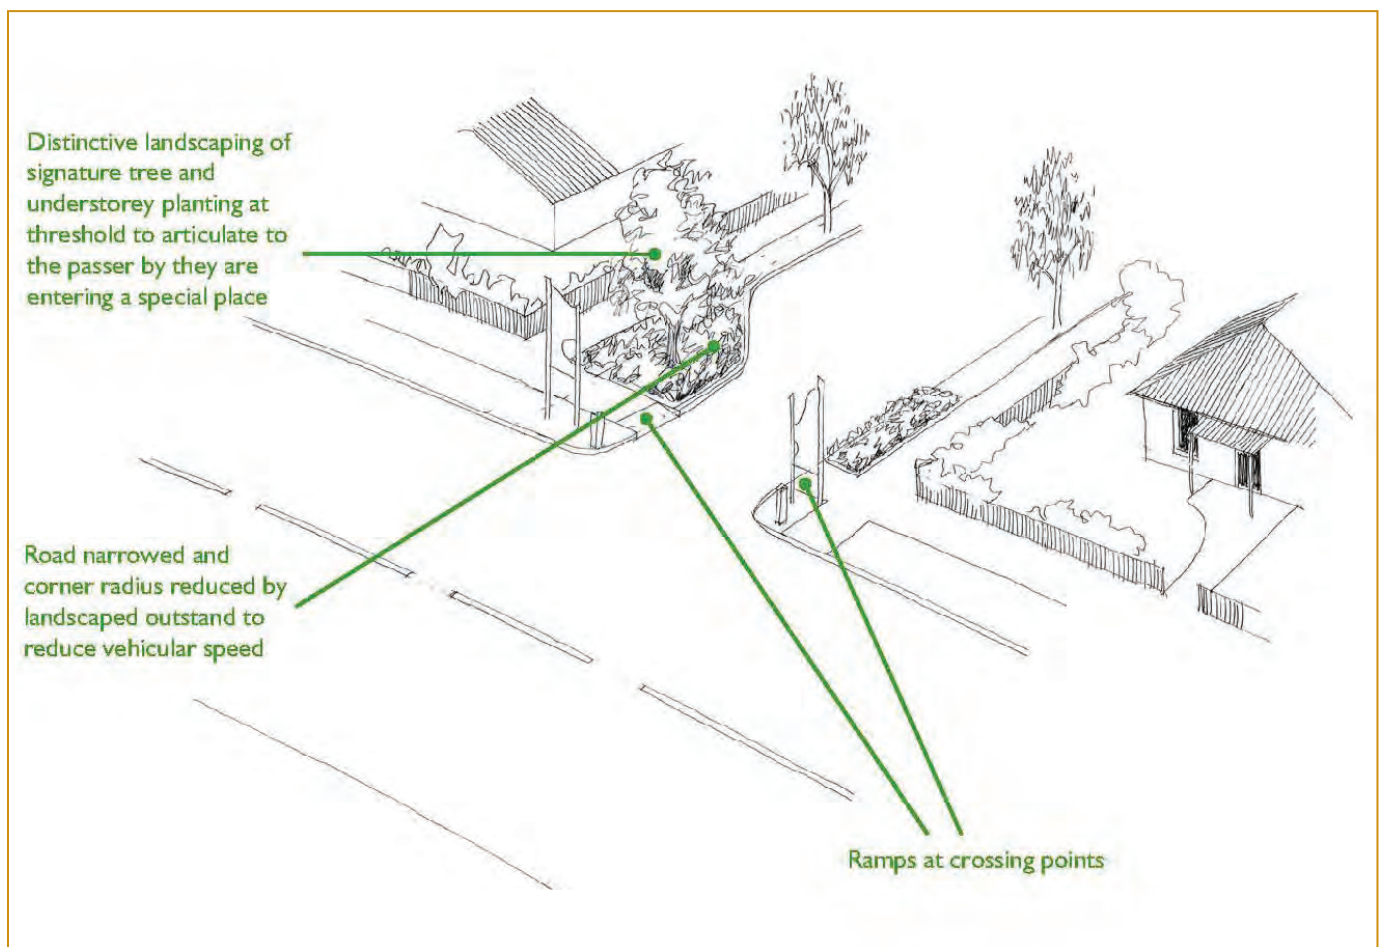 Distinctive landscaping of
signature tree and
understorey planting at
threshold to articulate to
the passer by they are
entering a special place
Road narrowed and
corner radius reduced by
landscaped outstand to
reduce vehicular speed
Ramps at crossing points